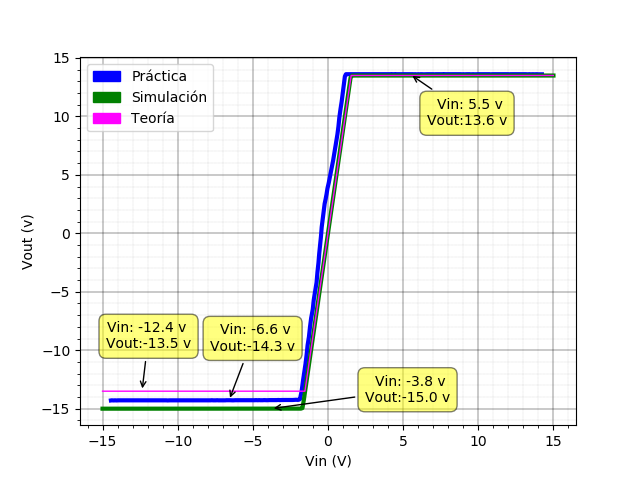 Práctica
Simulación
Teoría
Vin: 5.5 v
Vout:13.6 v
Vin: -12.4 v
Vout:-13.5 v
Vin: -6.6 v
Vout:-14.3 v
Vin: -3.8 v
Vout:-15.0 v
Vout (v)
15
10
5
0
−5
−10
−15
−15
−10
−5
0
5
10
15
Vin (V)